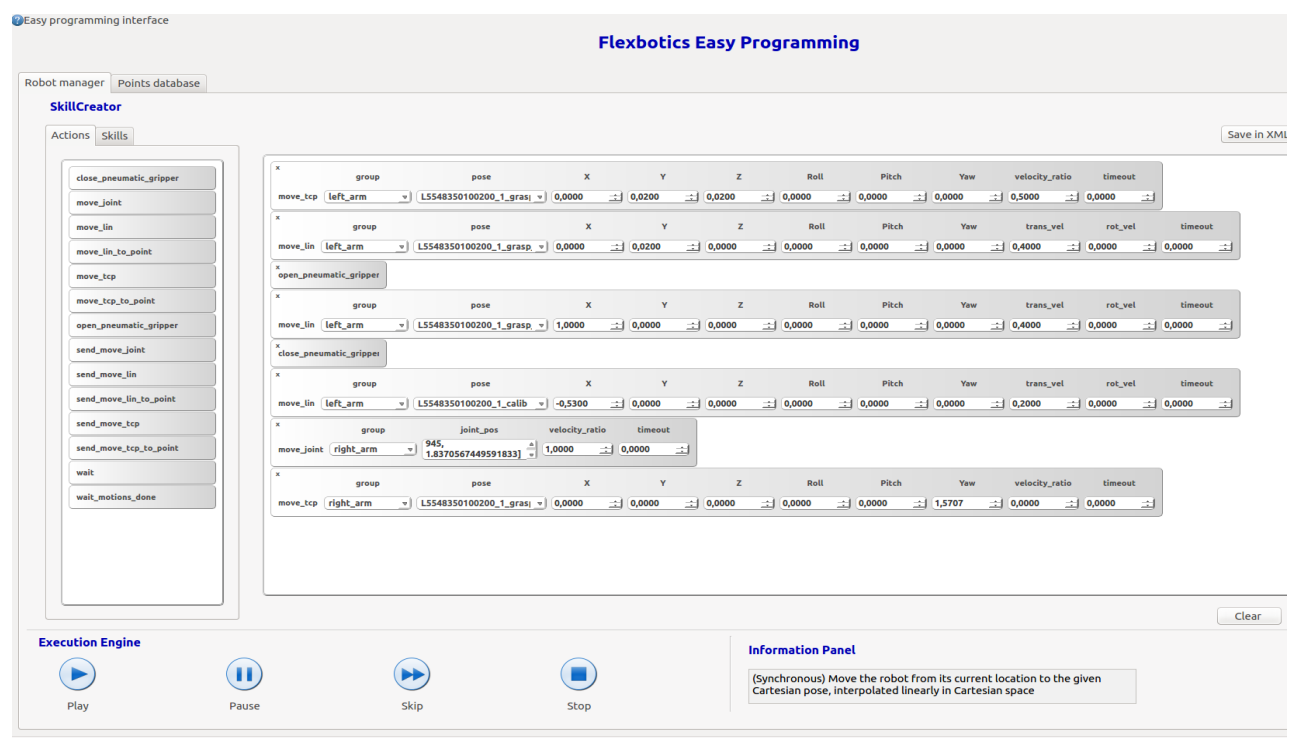 Easy programming interface
Flexbotics Easy Programming
Robot manager Points database
SkillCreator
Actions Skills
Save in XML
close_pneumatic_gripper
move_joint
move_lin
move_lin_to_point
move_tcp
move_tcp_to_point
open_pneumatic_gripper
send_move_joint
send_move_lin
send_move_lin_to_point
send_move_tcp
send_move_tcp_to_point
wait
wait_motions_done
x
group pose X Y Z Roll Pitch Yaw velocity_ratio timeout
move_tcp left_arm L5548350100200_1_grasp 0,0000 0,0200 0,0200 0,0000 0,0000 0,0000 0,5000 0,0000
x
group pose X Y Z Roll Pitch Yaw trans_vel rot_vel timeout
move_lin left_arm L5548350100200_1_grasp_ 0,0000 0,0200 0,0000 0,0000 0,0000 0,0000 0,4000 0,0000 0,0000
x
open_pneumatic_gripper
x
group pose X Y Z Roll Pitch Yaw trans_vel rot_vel timeout
move_lin left_arm L5548350100200_1_grasp_ 1,0000 0,0000 0,0000 0,0000 0,0000 0,0000 0,4000 0,0000 0,0000
x
close_pneumatic_gripper
x
group pose X Y Z Roll Pitch Yaw trans_vel rot_vel timeout
move_lin left_arm L5548350100200_1_calib -0,5300 0,0000 0,0000 0,0000 0,0000 0,0000 0,2000 0,0000 0,0000
x
group joint_pos velocity_ratio timeout
move_joint right_arm 945, 1,0000 0,0000
1.8370567449591833]
x
group pose X Y Z Roll Pitch Yaw velocity_ratio timeout
move_tcp right_arm L5548350100200_1_grasp 0,0000 0,0000 0,0000 0,0000 0,0000 1,5707 0,0000 0,0000
Clear
Execution Engine
Play Pause Skip Stop
Information Panel
(Synchronous) Move the robot from its current location to the given
Cartesian pose, interpolated linearly in Cartesian space